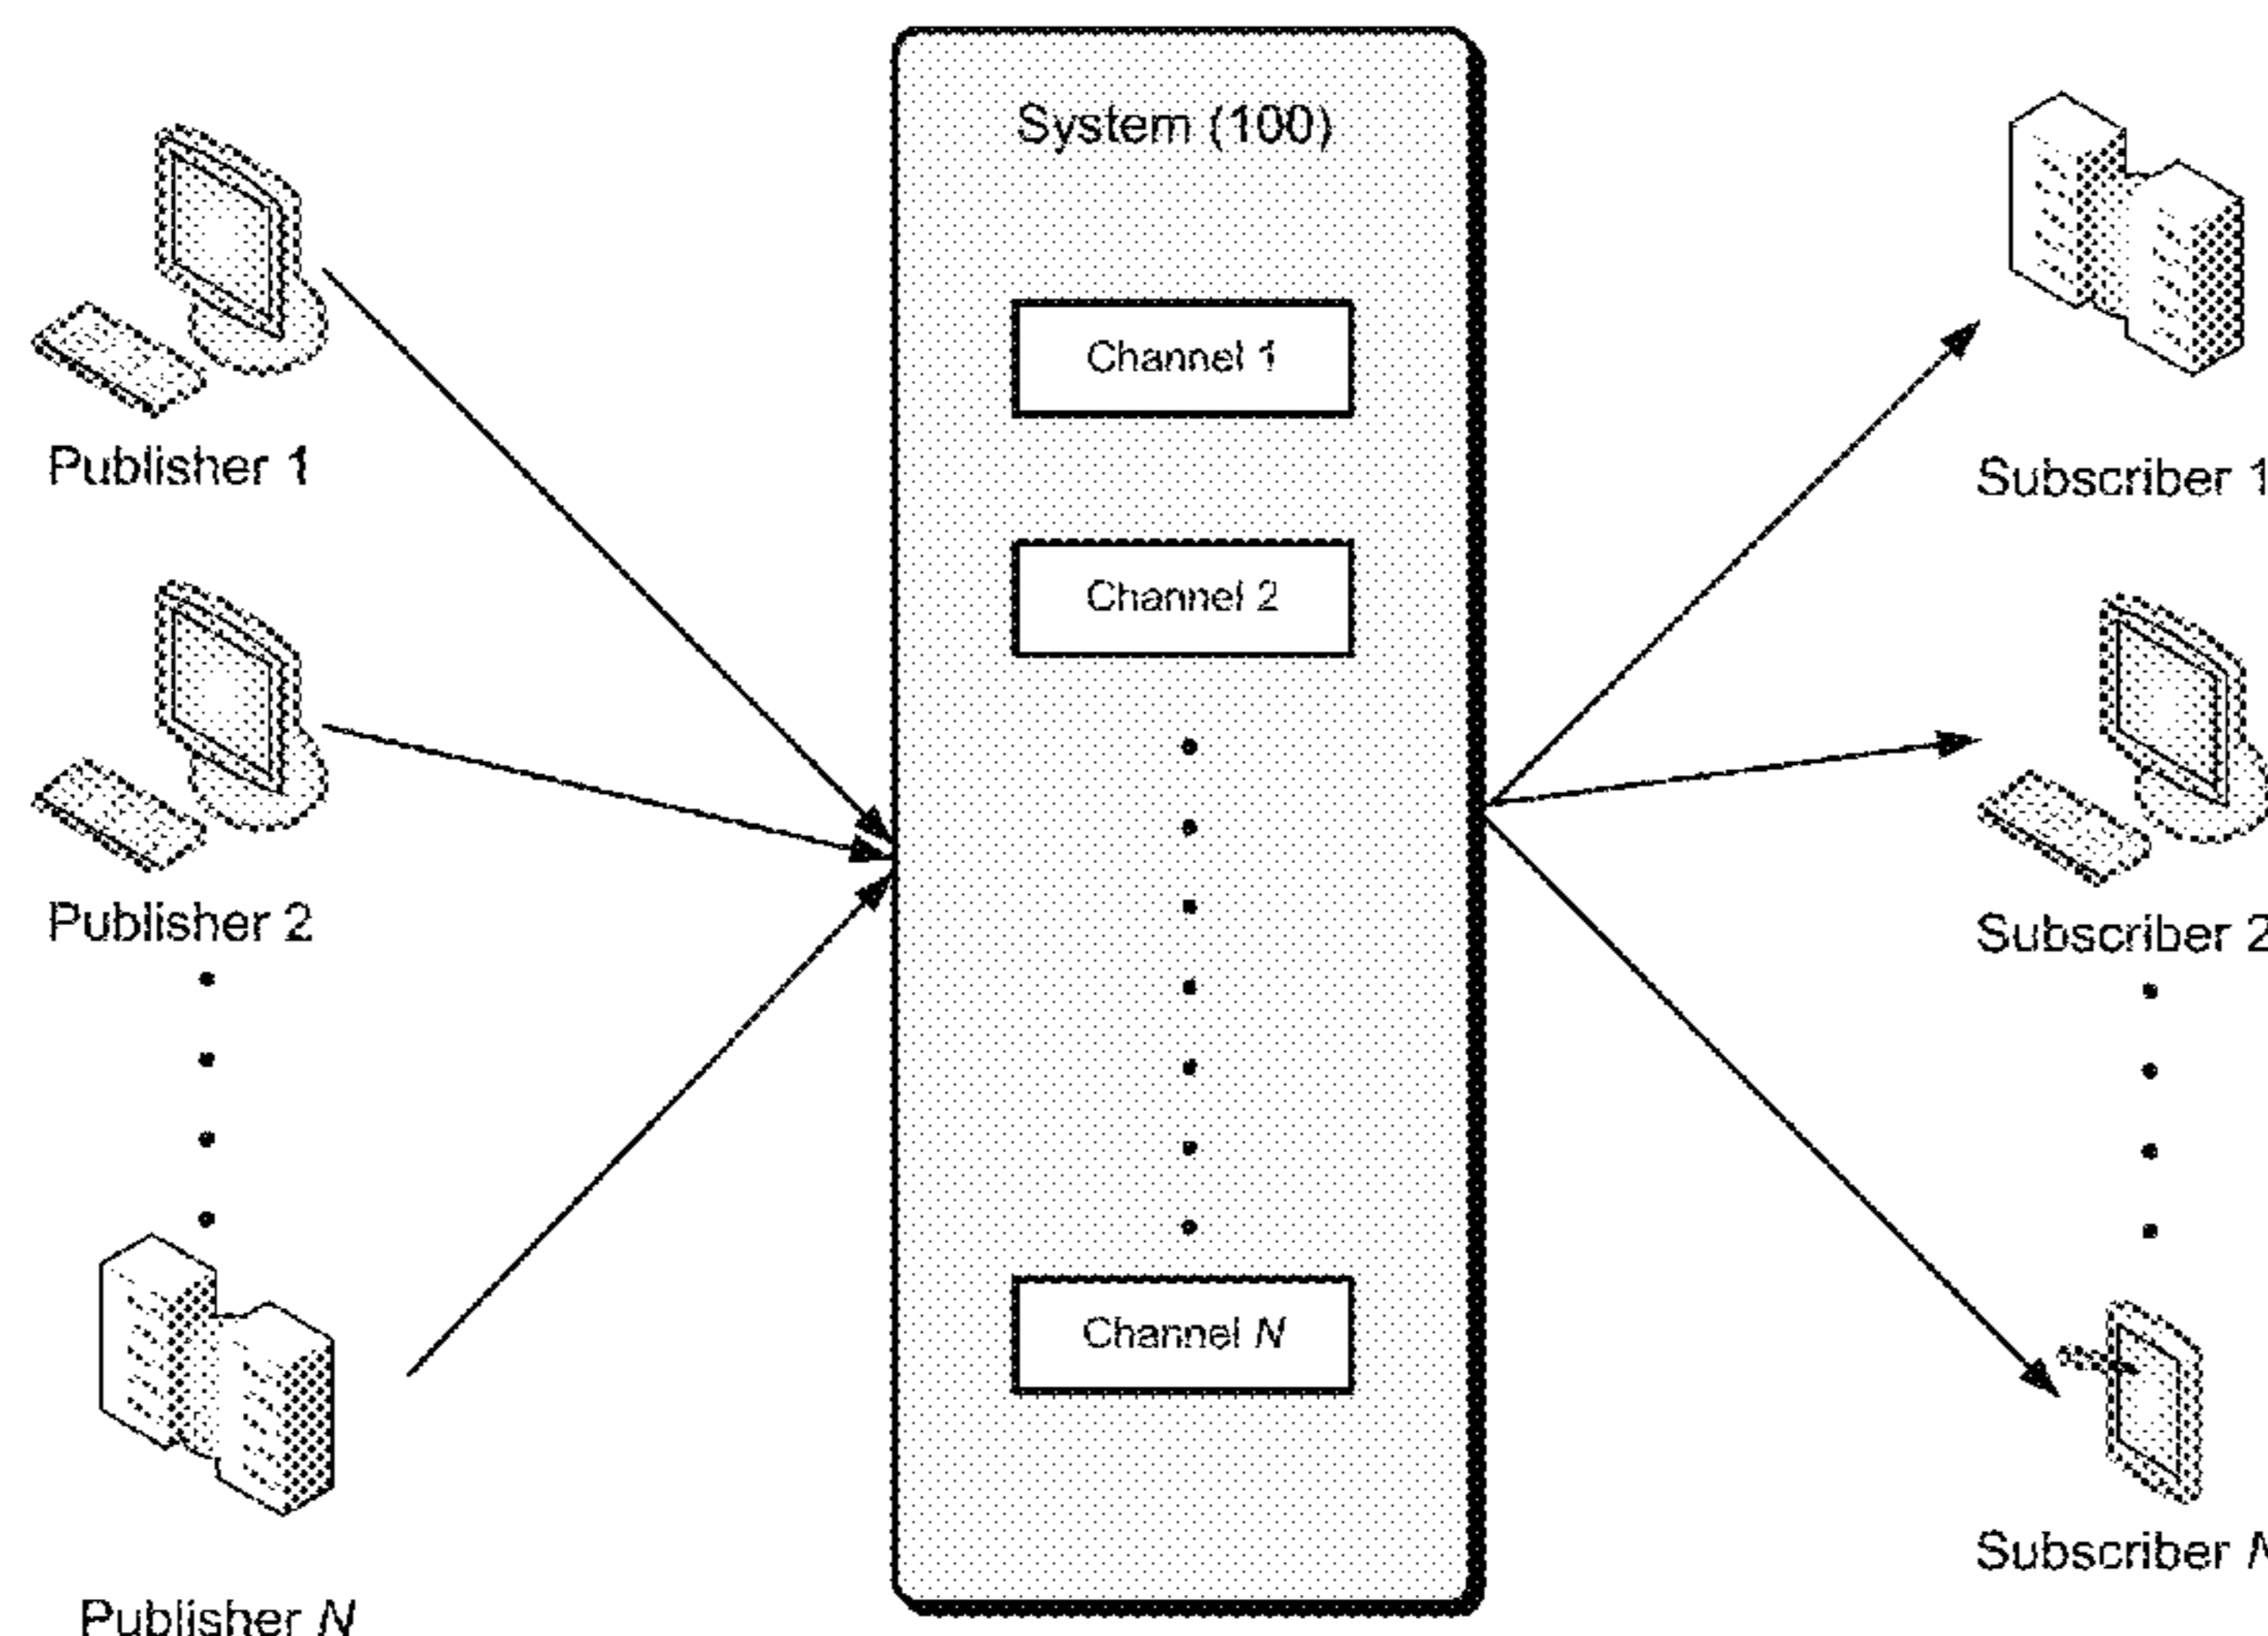 System (100)
Channel 1
Channel 2
Channel N
Publisher 1
Publisher 2
Publisher N
Subscriber 1
Subscriber 2
Subscriber N